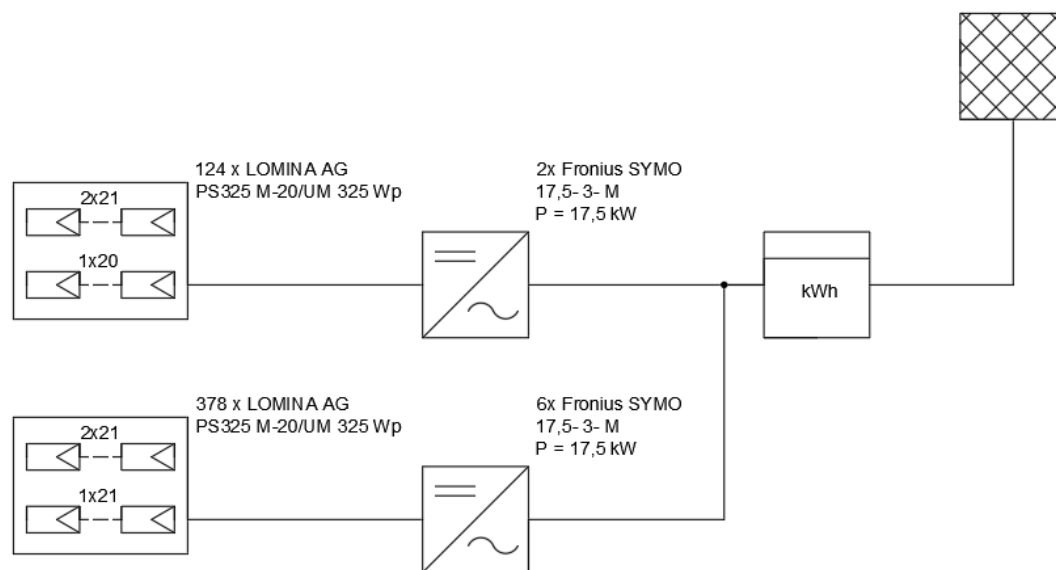 124 x LOMINA AG
PS325 M-20/UM 325 Wp
2x Fronius SYMO
17,5- 3- M
P = 17,5 kW
2x21
1x20
kWh
378 x LOMINA AG
PS325 M-20/UM 325 Wp
6x Fronius SYMO
17,5- 3- M
P = 17,5 kW
2x21
1x21